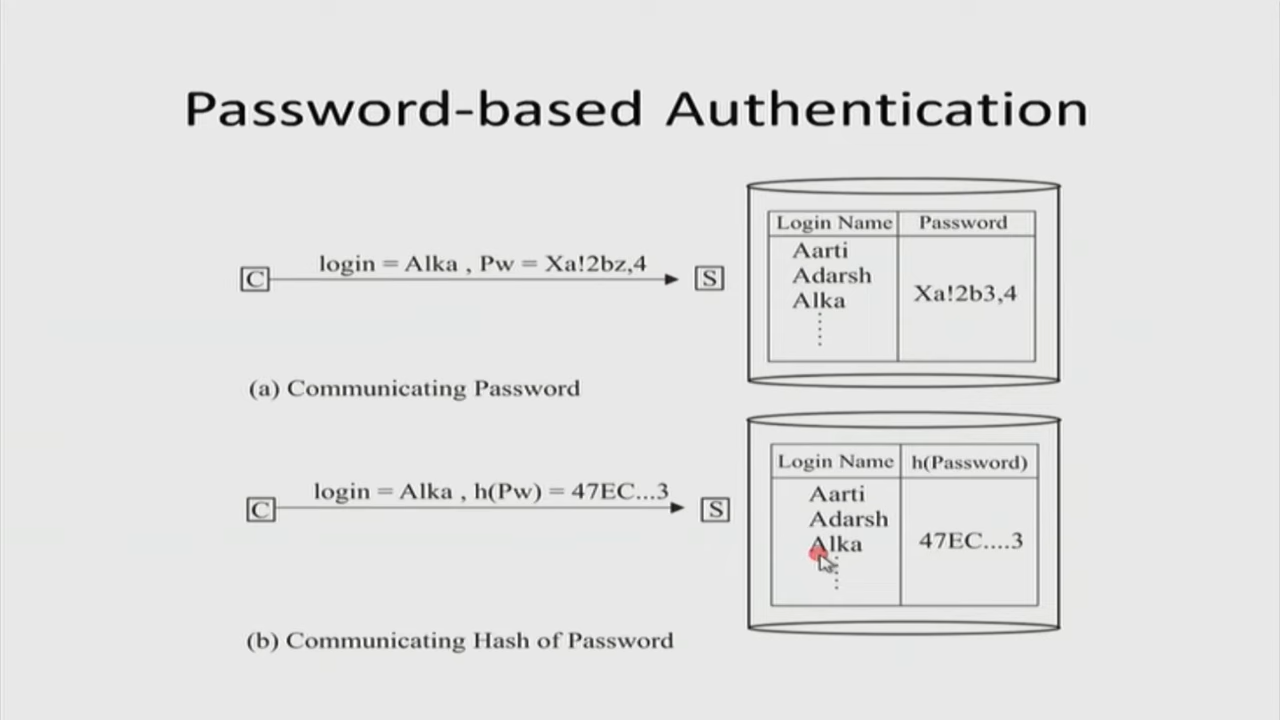 Password-based Authentication
login = Alka , Pw = Xa!2bz,4
C
S
Login Name Password
Aarti
Adarsh
Alka
Xa!2b3,4
(a) Communicating Password
login = Alka , h(Pw) = 47EC...3
C
S
Login Name h(Password)
Aarti
Adarsh
Alka
47EC....3
(b) Communicating Hash of Password